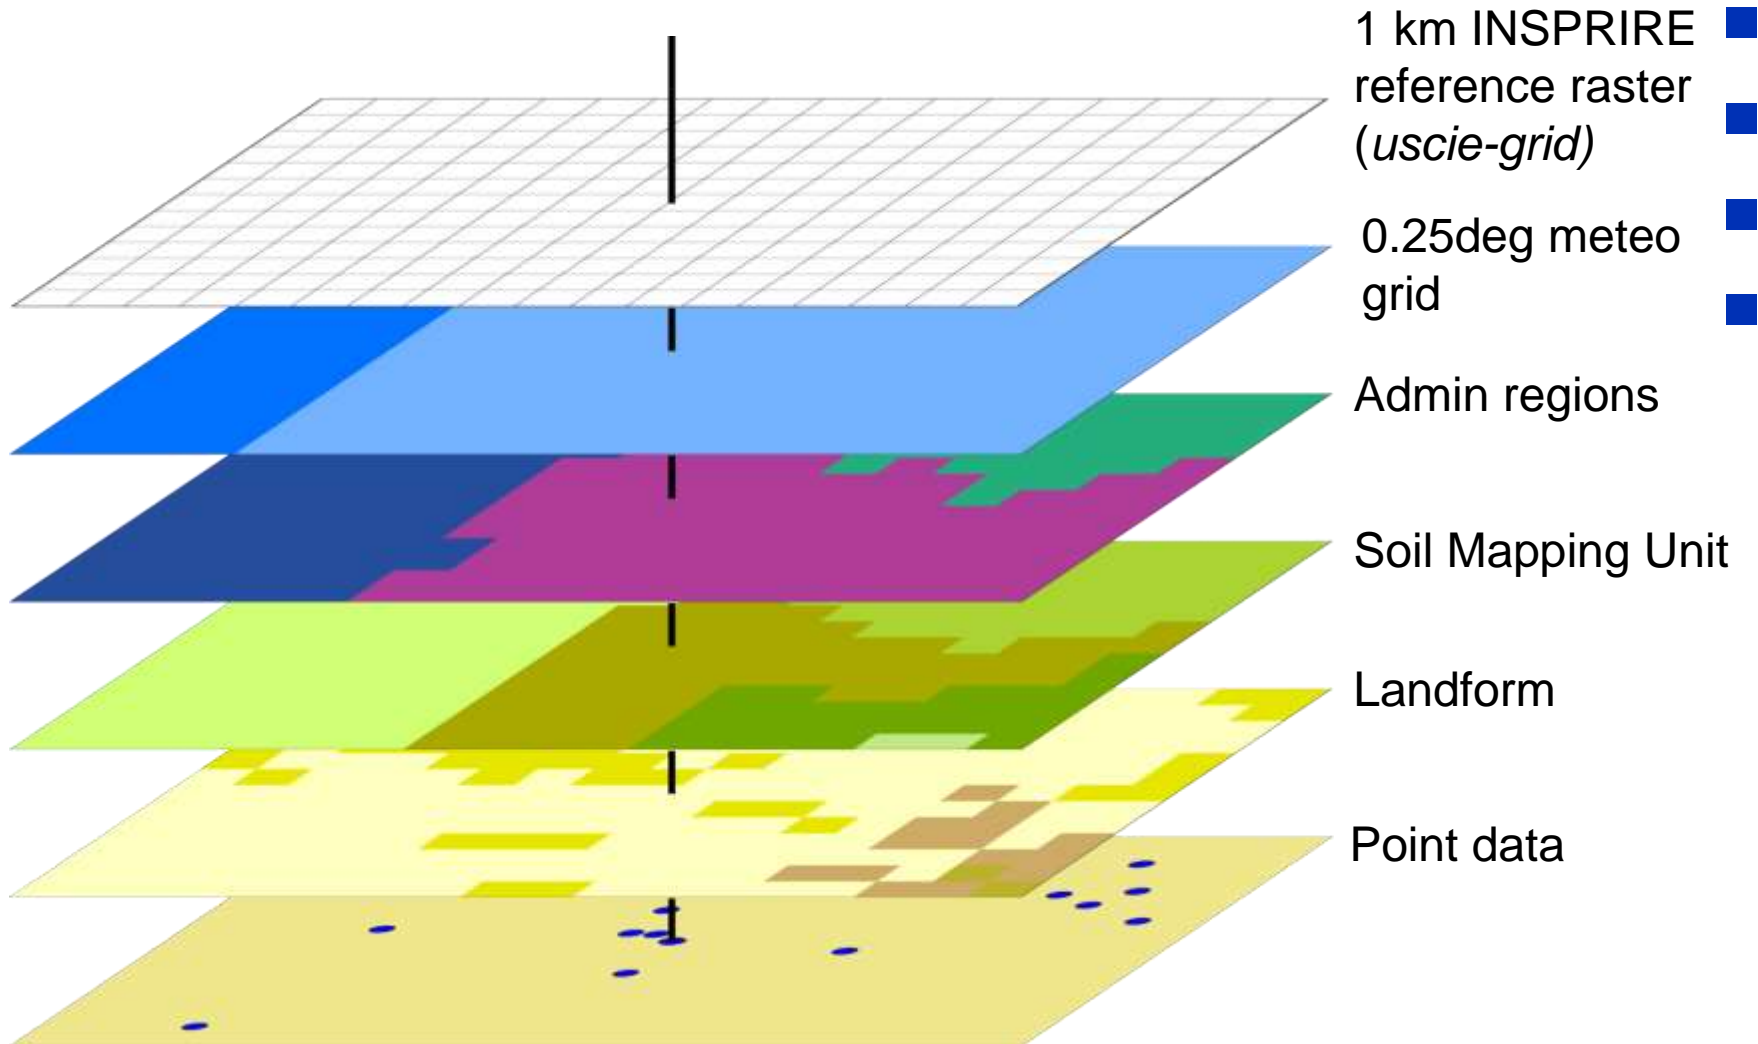 1 km INSPRIRE
reference raster
(uscie-grid)
0.25deg meteo
grid
Admin regions
Soil Mapping Unit
Landform
Point data